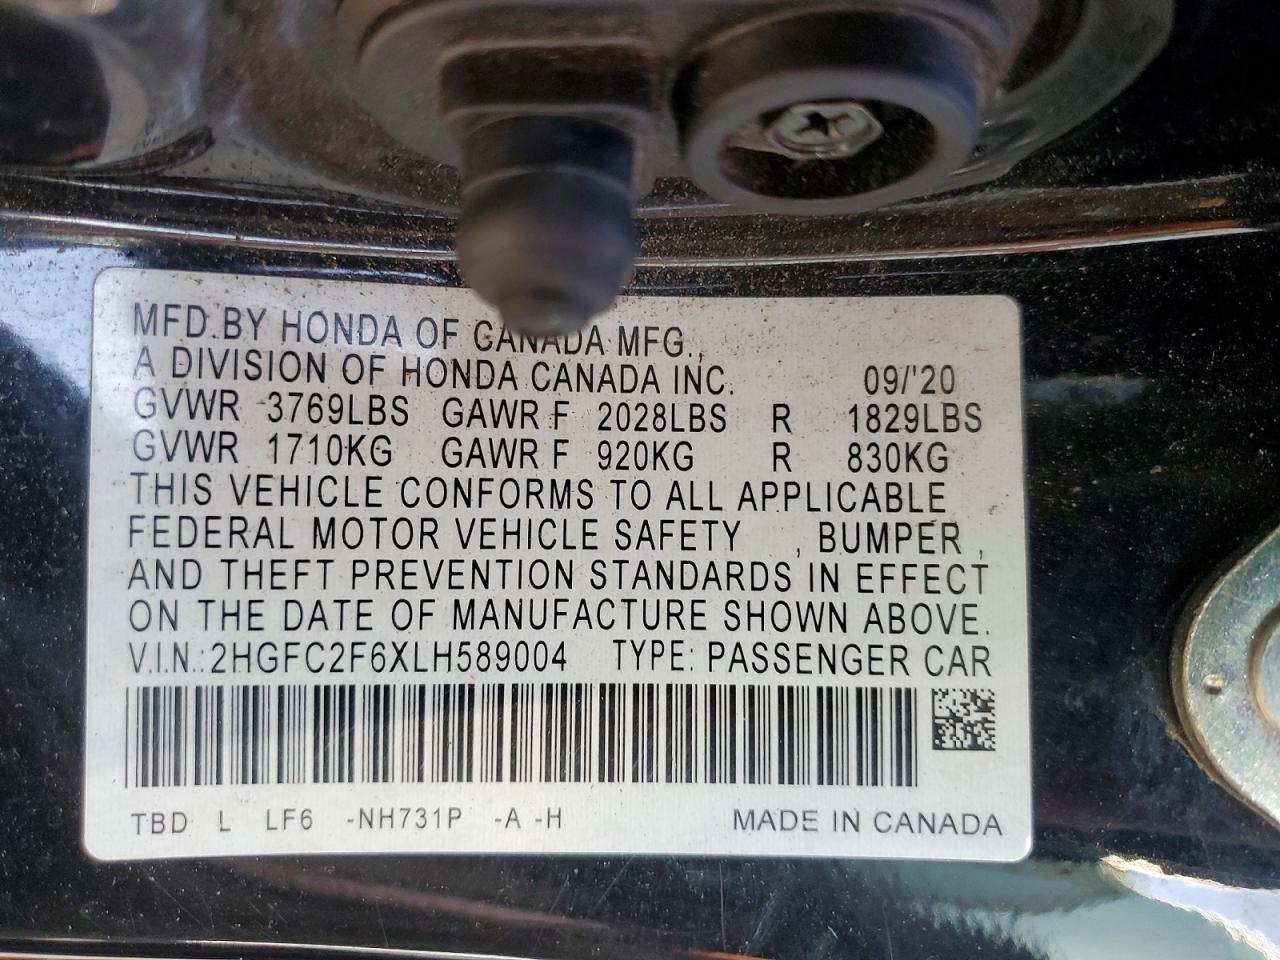 MFD.BY HONDA OF CANADA MFG.,
A DIVISION OF HONDA CANADA INC. 09/'20
GVWR 3769LBS GAWR F 2028LBS R 1829LBS
GVWR 1710KG GAWR F 920KG R 830KG
THIS VEHICLE CONFORMS TO ALL APPLICABLE
FEDERAL MOTOR VEHICLE SAFETY , BUMPER ,
AND THEFT PREVENTION STANDARDS IN EFFECT
ON THE DATE OF MANUFACTURE SHOWN ABOVE.
V.I.N.: 2HGFC2F6XLH589004 TYPE: PASSENGER CAR
TBD L LF6 -NH731P -A -H MADE IN CANADA